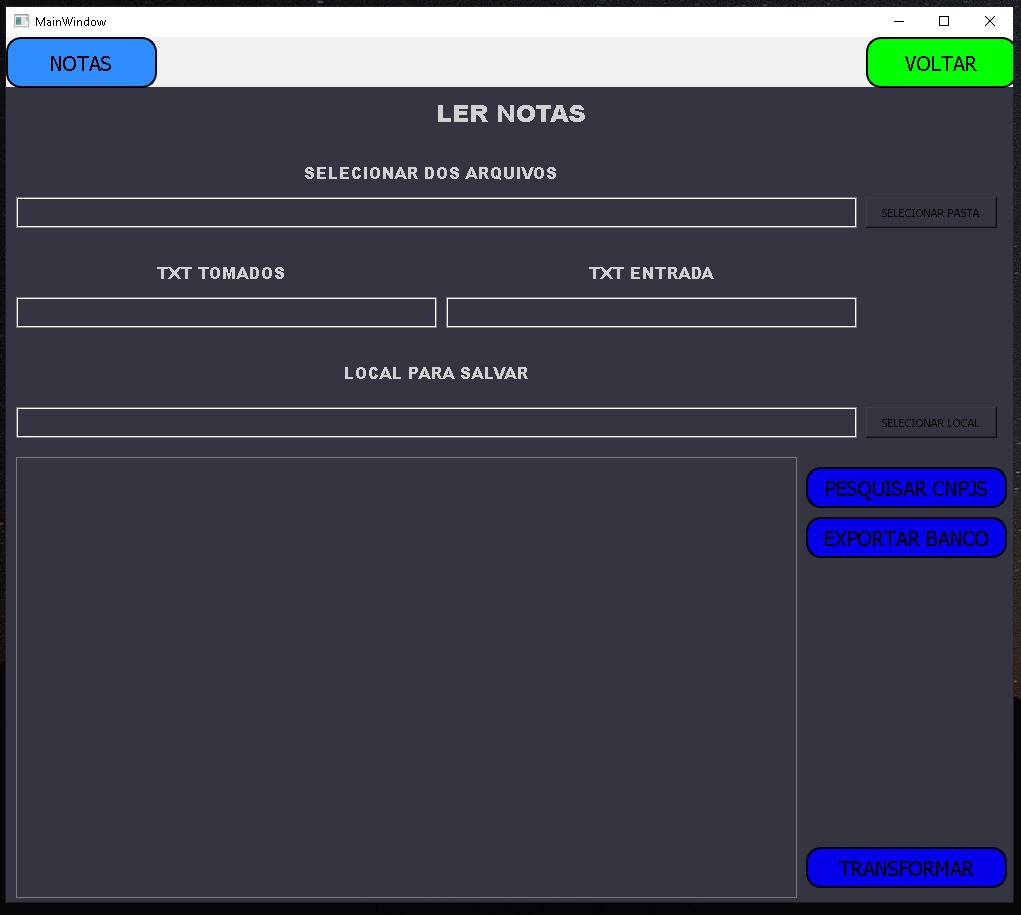 MainWindow
NOTAS
VOLTAR
LER NOTAS
SELECIONAR DOS ARQUIVOS
SELECIONAR PASTA
TXT TOMADOS
TXT ENTRADA
LOCAL PARA SALVAR
SELECIONAR LOCAL
PESQUISAR CNPJS
EXPORTAR BANCO
TRANSFORMAR